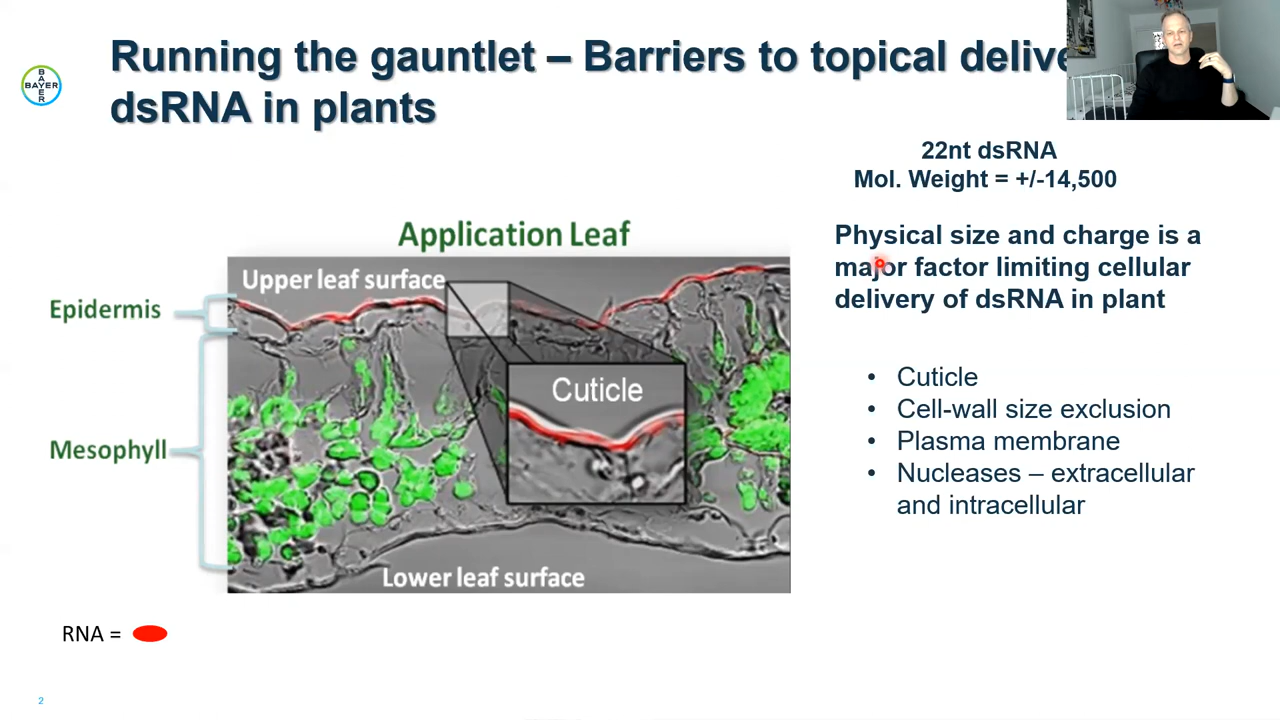 Running the gauntlet – Barriers to topical delive
dsRNA in plants
BAYER
BAYER
22nt dsRNA
Mol. Weight = +/-14,500
Physical size and charge is a
major factor limiting cellular
delivery of dsRNA in plant
Application Leaf
Upper leaf surface
Epidermis
Cuticle
Mesophyll
Lower leaf surface
• Cuticle
• Cell-wall size exclusion
• Plasma membrane
• Nucleases – extracellular
and intracellular
RNA =
2